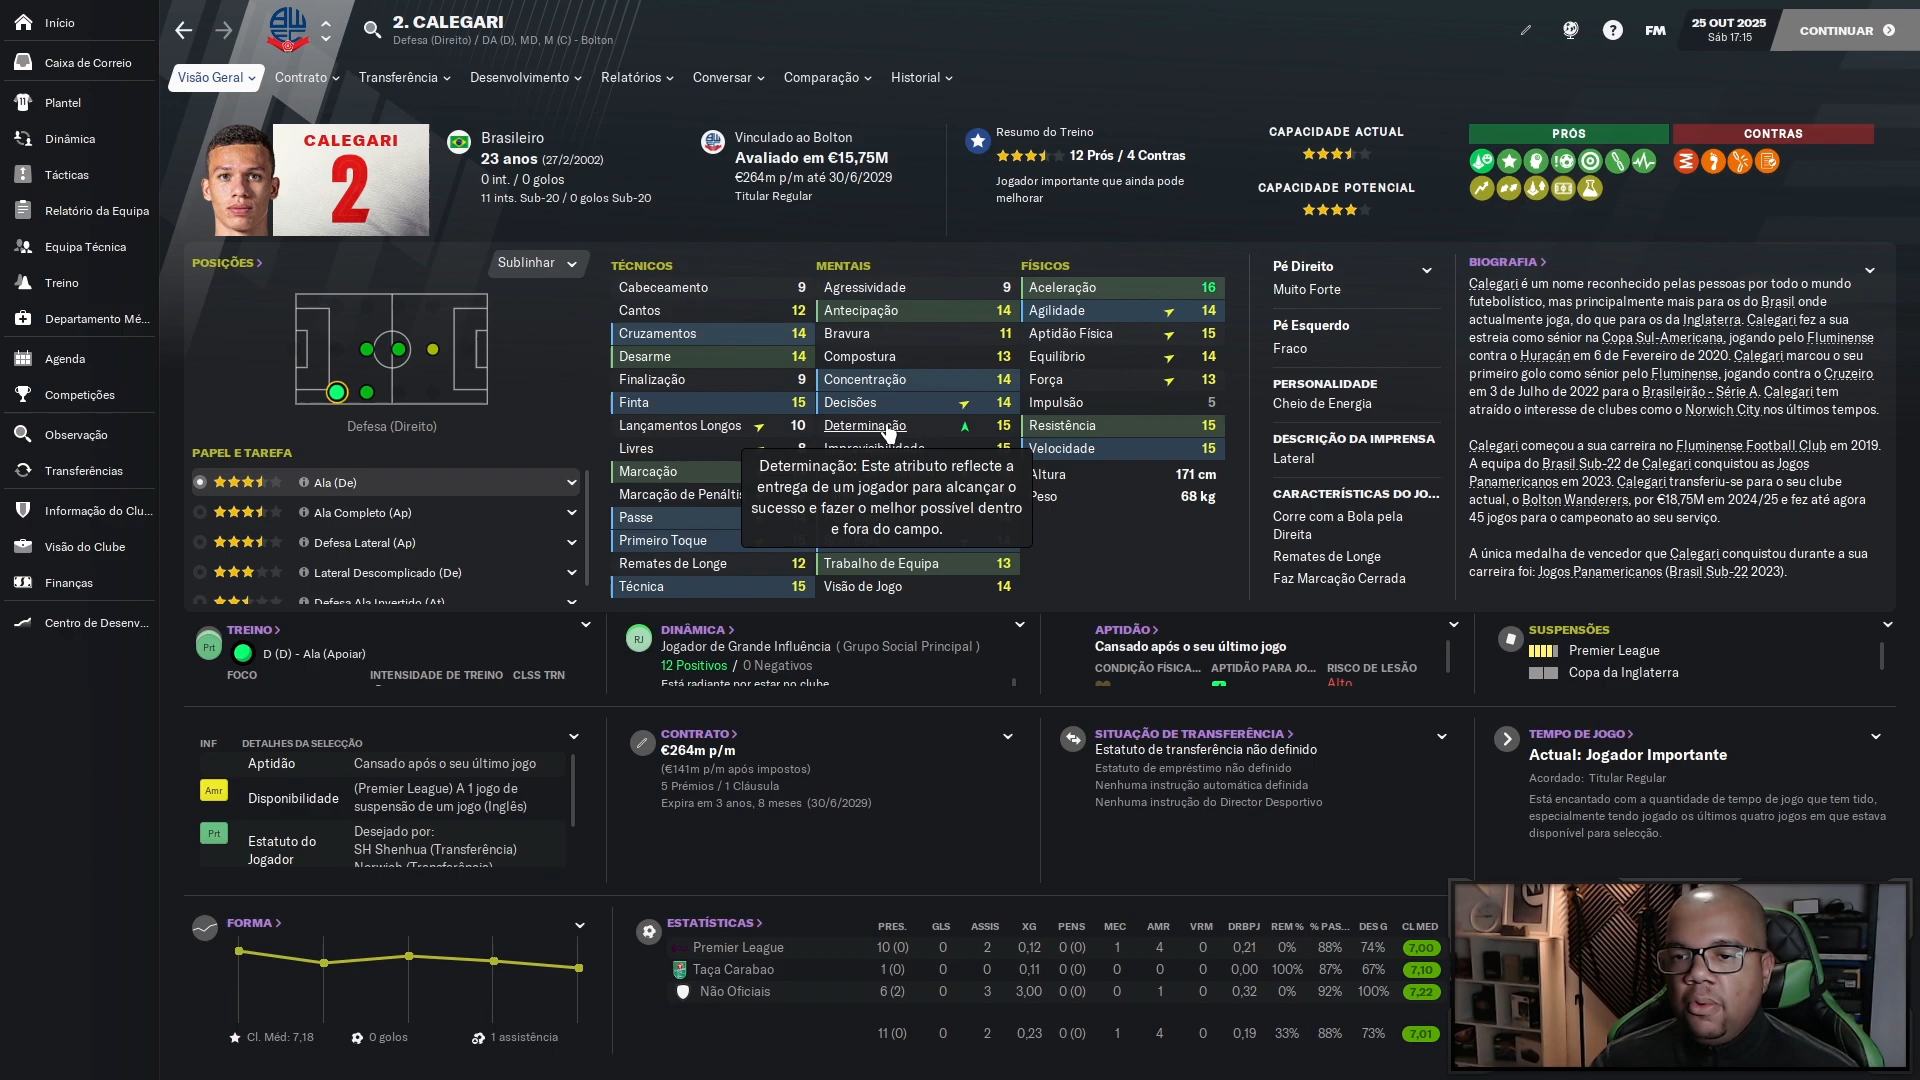 Início
Caixa de Correio
Plantel
Dinâmica
Tácticas
Relatório da Equipa
Equipa Técnica
Treino
Departamento Mé...
Agenda
Competições
Observação
Transferências
Informação do Clu...
Visão do Clube
Finanças
Centro de Desenv...
2. CALEGARI
Defesa (Direito) / DA (D), MD, M (C) - Bolton
FM
25 OUT 2025
Sáb 17:15
CONTINUAR
Visão Geral
Contrato
Transferência
Desenvolvimento
Relatórios
Conversar
Comparação
Historial
CALEGARI
2
Brasileiro
23 anos (27/2/2002)
0 int. / 0 golos
11 ints. Sub-20 / 0 golos Sub-20
Vinculado ao Bolton
Avaliado em €15,75M
€264m p/m até 30/6/2029
Titular Regular
Resumo do Treino
12 Prós / 4 Contras
Jogador importante que ainda pode
melhorar
CAPACIDADE ACTUAL
CAPACIDADE POTENCIAL
PRÓS
CONTRAS
POSIÇÕES
Sublinhar
Defesa (Direito)
PAPEL E TAREFA
Ala (De)
Ala Completo (Ap)
Defesa Lateral (Ap)
Lateral Descomplicado (De)
Defesa Ala Invertido (At)
TÉCNICOS
Cabeceamento 9
Cantos 12
Cruzamentos 14
Desarme 14
Finalização 9
Finta 15
Lançamentos Longos 10
Livres 8
Marcação
Marcação de Penáltis
Passe
Primeiro Toque
Remates de Longe 12
Técnica 15
MENTAIS
Agressividade 9
Antecipação 14
Bravura 11
Compostura 13
Concentração 14
Decisões 14
Determinação 15
Imprevisibilidade 15
Trabalho de Equipa 13
Visão de Jogo 14
Determinação: Este atributo reflecte a
entrega de um jogador para alcançar o
sucesso e fazer o melhor possível dentro
e fora do campo.
FÍSICOS
Aceleração 16
Agilidade 14
Aptidão Física 15
Equilíbrio 14
Força 13
Impulsão 5
Resistência 15
Velocidade 15
Altura 171 cm
Peso 68 kg
Pé Direito
Muito Forte
Pé Esquerdo
Fraco
PERSONALIDADE
Cheio de Energia
DESCRIÇÃO DA IMPRENSA
Lateral
CARACTERÍSTICAS DO JO...
Corre com a Bola pela
Direita
Remates de Longe
Faz Marcação Cerrada
BIOGRAFIA
Calegari é um nome reconhecido pelas pessoas por todo o mundo
futebolístico, mas principalmente mais para os do Brasil onde
actualmente joga, do que para os da Inglaterra. Calegari fez a sua
estreia como sénior na Copa Sul-Americana, jogando pelo Fluminense
contra o Huracán em 6 de Fevereiro de 2020. Calegari marcou o seu
primeiro golo como sénior pelo Fluminense, jogando contra o Cruzeiro
em 3 de Julho de 2022 para o Brasileirão - Série A. Calegari tem
atraído o interesse de clubes como o Norwich City nos últimos tempos.
Calegari começou a sua carreira no Fluminense Football Club em 2019.
A equipa do Brasil Sub-22 de Calegari conquistou as Jogos
Panamericanos em 2023. Calegari transferiu-se para o seu clube
actual, o Bolton Wanderers, por €18,75M em 2024/25 e fez até agora
45 jogos para o campeonato ao seu serviço.
A única medalha de vencedor que Calegari conquistou durante a sua
carreira foi: Jogos Panamericanos (Brasil Sub-22 2023).
TREINO
Prt
D (D) - Ala (Apoiar)
FOCO INTENSIDADE DE TREINO CLSS TRN
DINÂMICA
RJ
Jogador de Grande Influência ( Grupo Social Principal )
12 Positivos / 0 Negativos
Está radiante por estar no clube
APTIDÃO
Cansado após o seu último jogo
CONDIÇÃO FÍSICA... APTIDÃO PARA JO... RISCO DE LESÃO
Alto
SUSPENSÕES
Premier League
Copa da Inglaterra
INF DETALHES DA SELECÇÃO
Aptidão Cansado após o seu último jogo
Amr
Disponibilidade
(Premier League) A 1 jogo de
suspensão de um jogo (Inglês)
Prt
Estatuto do
Jogador
Desejado por:
SH Shenhua (Transferência)
Norwich (Transferência)
CONTRATO
€264m p/m
(€141m p/m após impostos)
5 Prémios / 1 Cláusula
Expira em 3 anos, 8 meses (30/6/2029)
SITUAÇÃO DE TRANSFERÊNCIA
Estatuto de transferência não definido
Estatuto de empréstimo não definido
Nenhuma instrução automática definida
Nenhuma instrução do Director Desportivo
TEMPO DE JOGO
Actual: Jogador Importante
Acordado: Titular Regular
Está encantado com a quantidade de tempo de jogo que tem tido,
especialmente tendo jogado os últimos quatro jogos em que estava
disponível para selecção.
FORMA
Cl. Méd: 7,18
0 golos
1 assistência
ESTATÍSTICAS PRES. GLS ASSIS XG PENS MEC AMR VRM DRBPJ REM % % PAS... DES G CL MED
Premier League 10 (0) 0 2 0,12 0 (0) 1 4 0 0,21 0% 88% 74% 7,00
Taça Carabao 1 (0) 0 0 0,11 0 (0) 0 0 0 0,00 100% 87% 67% 7,10
Não Oficiais 6 (2) 0 3 3,00 0 (0) 0 1 0 0,32 0% 92% 100% 7,22
11 (0) 0 2 0,23 0 (0) 1 4 0 0,19 33% 88% 73% 7,01